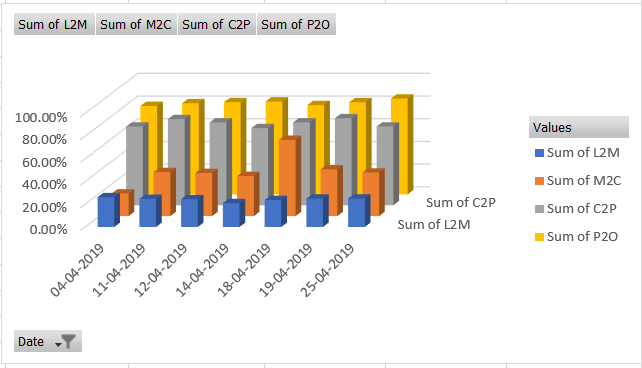 Sum of L2M Sum of M2C Sum of C2P Sum of P2O
100.00%
80.00%
60.00%
40.00%
20.00%
0.00%
04-04-2019
11-04-2019
12-04-2019
14-04-2019
18-04-2019
19-04-2019
25-04-2019
Sum of C2P
Sum of L2M
Values
Sum of L2M
Sum of M2C
Sum of C2P
Sum of P2O
Date